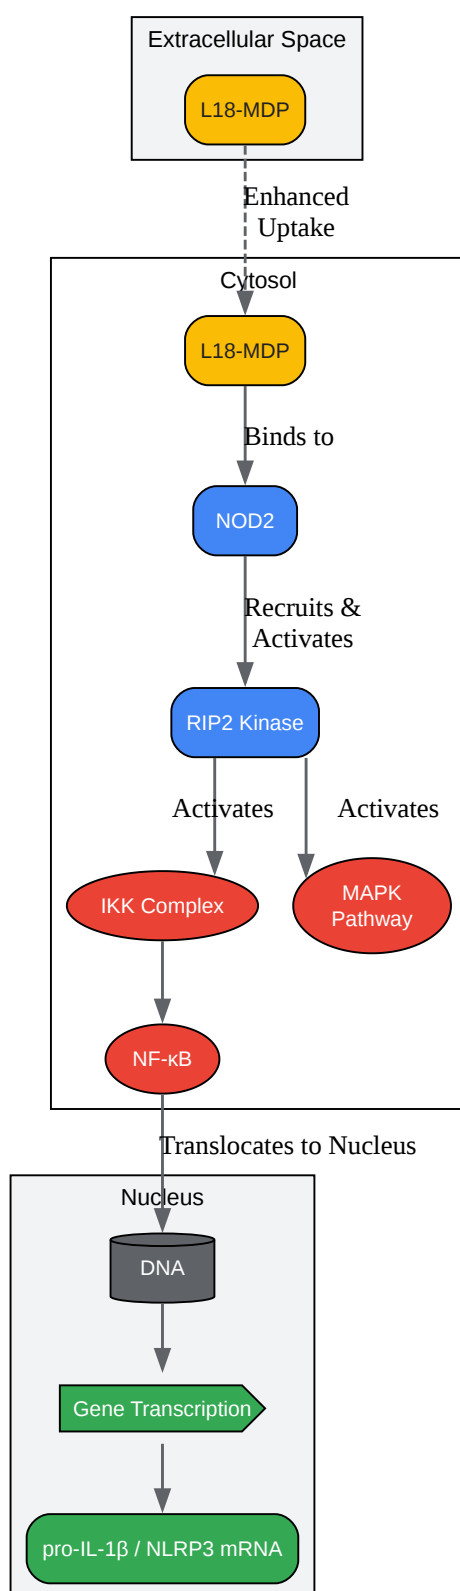 Extracellular Space
L18-MDP
Enhanced
Uptake
Cytosol
L18-MDP
Binds to
NOD2
Recruits &
Activates
RIP2 Kinase
Activates
Activates
IKK Complex
MAPK
Pathway
NF-κB
Translocates to Nucleus
Nucleus
DNA
Gene Transcription
pro-IL-1β / NLRP3 mRNA